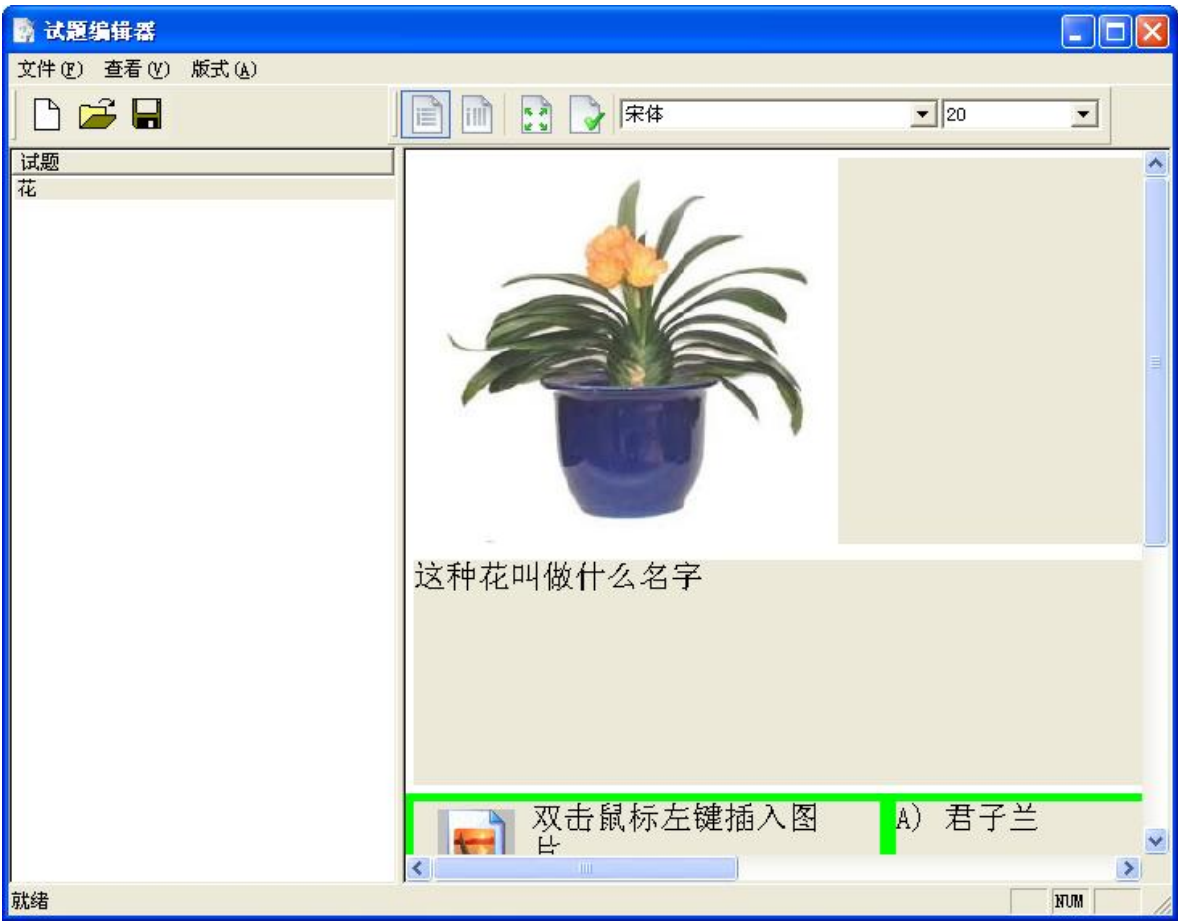 试题编辑器
文件(F) 查看(V) 版式(A)
宋体 20
试题
花
这种花叫做什么名字
双击鼠标左键插入图
片
A) 君子兰
就绪 NUM